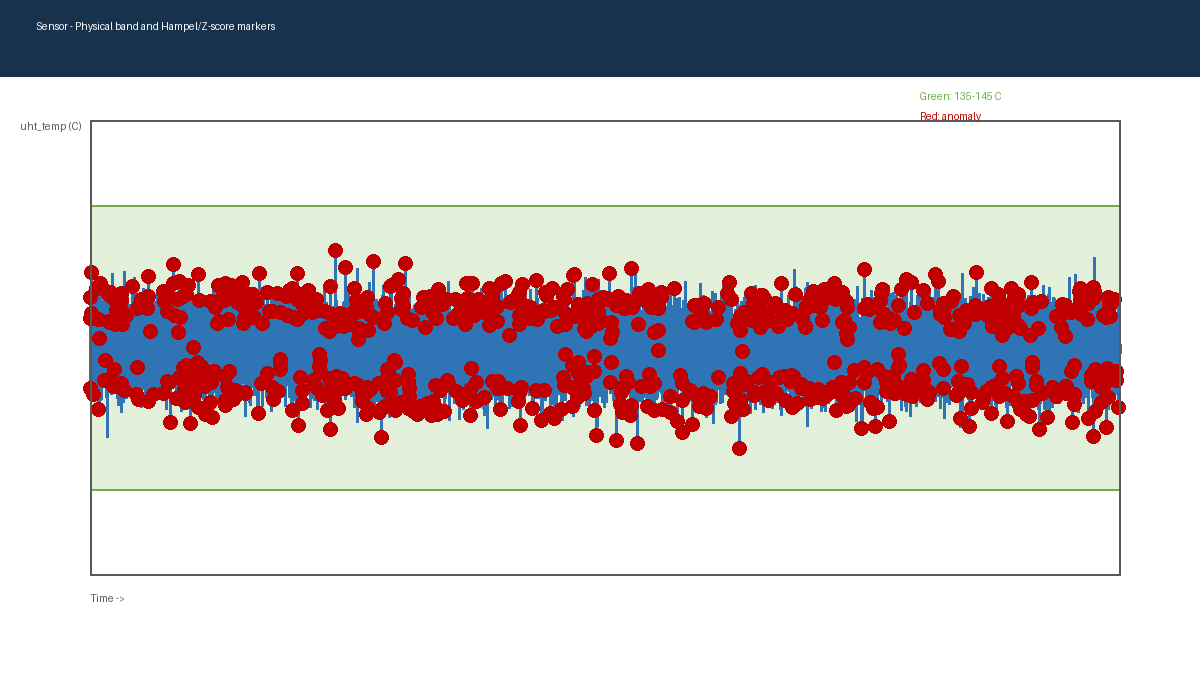 Sensor - Physical band and Hampel/Z-score markers
Green: 135-145 C
Red: anomaly
uht_temp (C)
Time ->